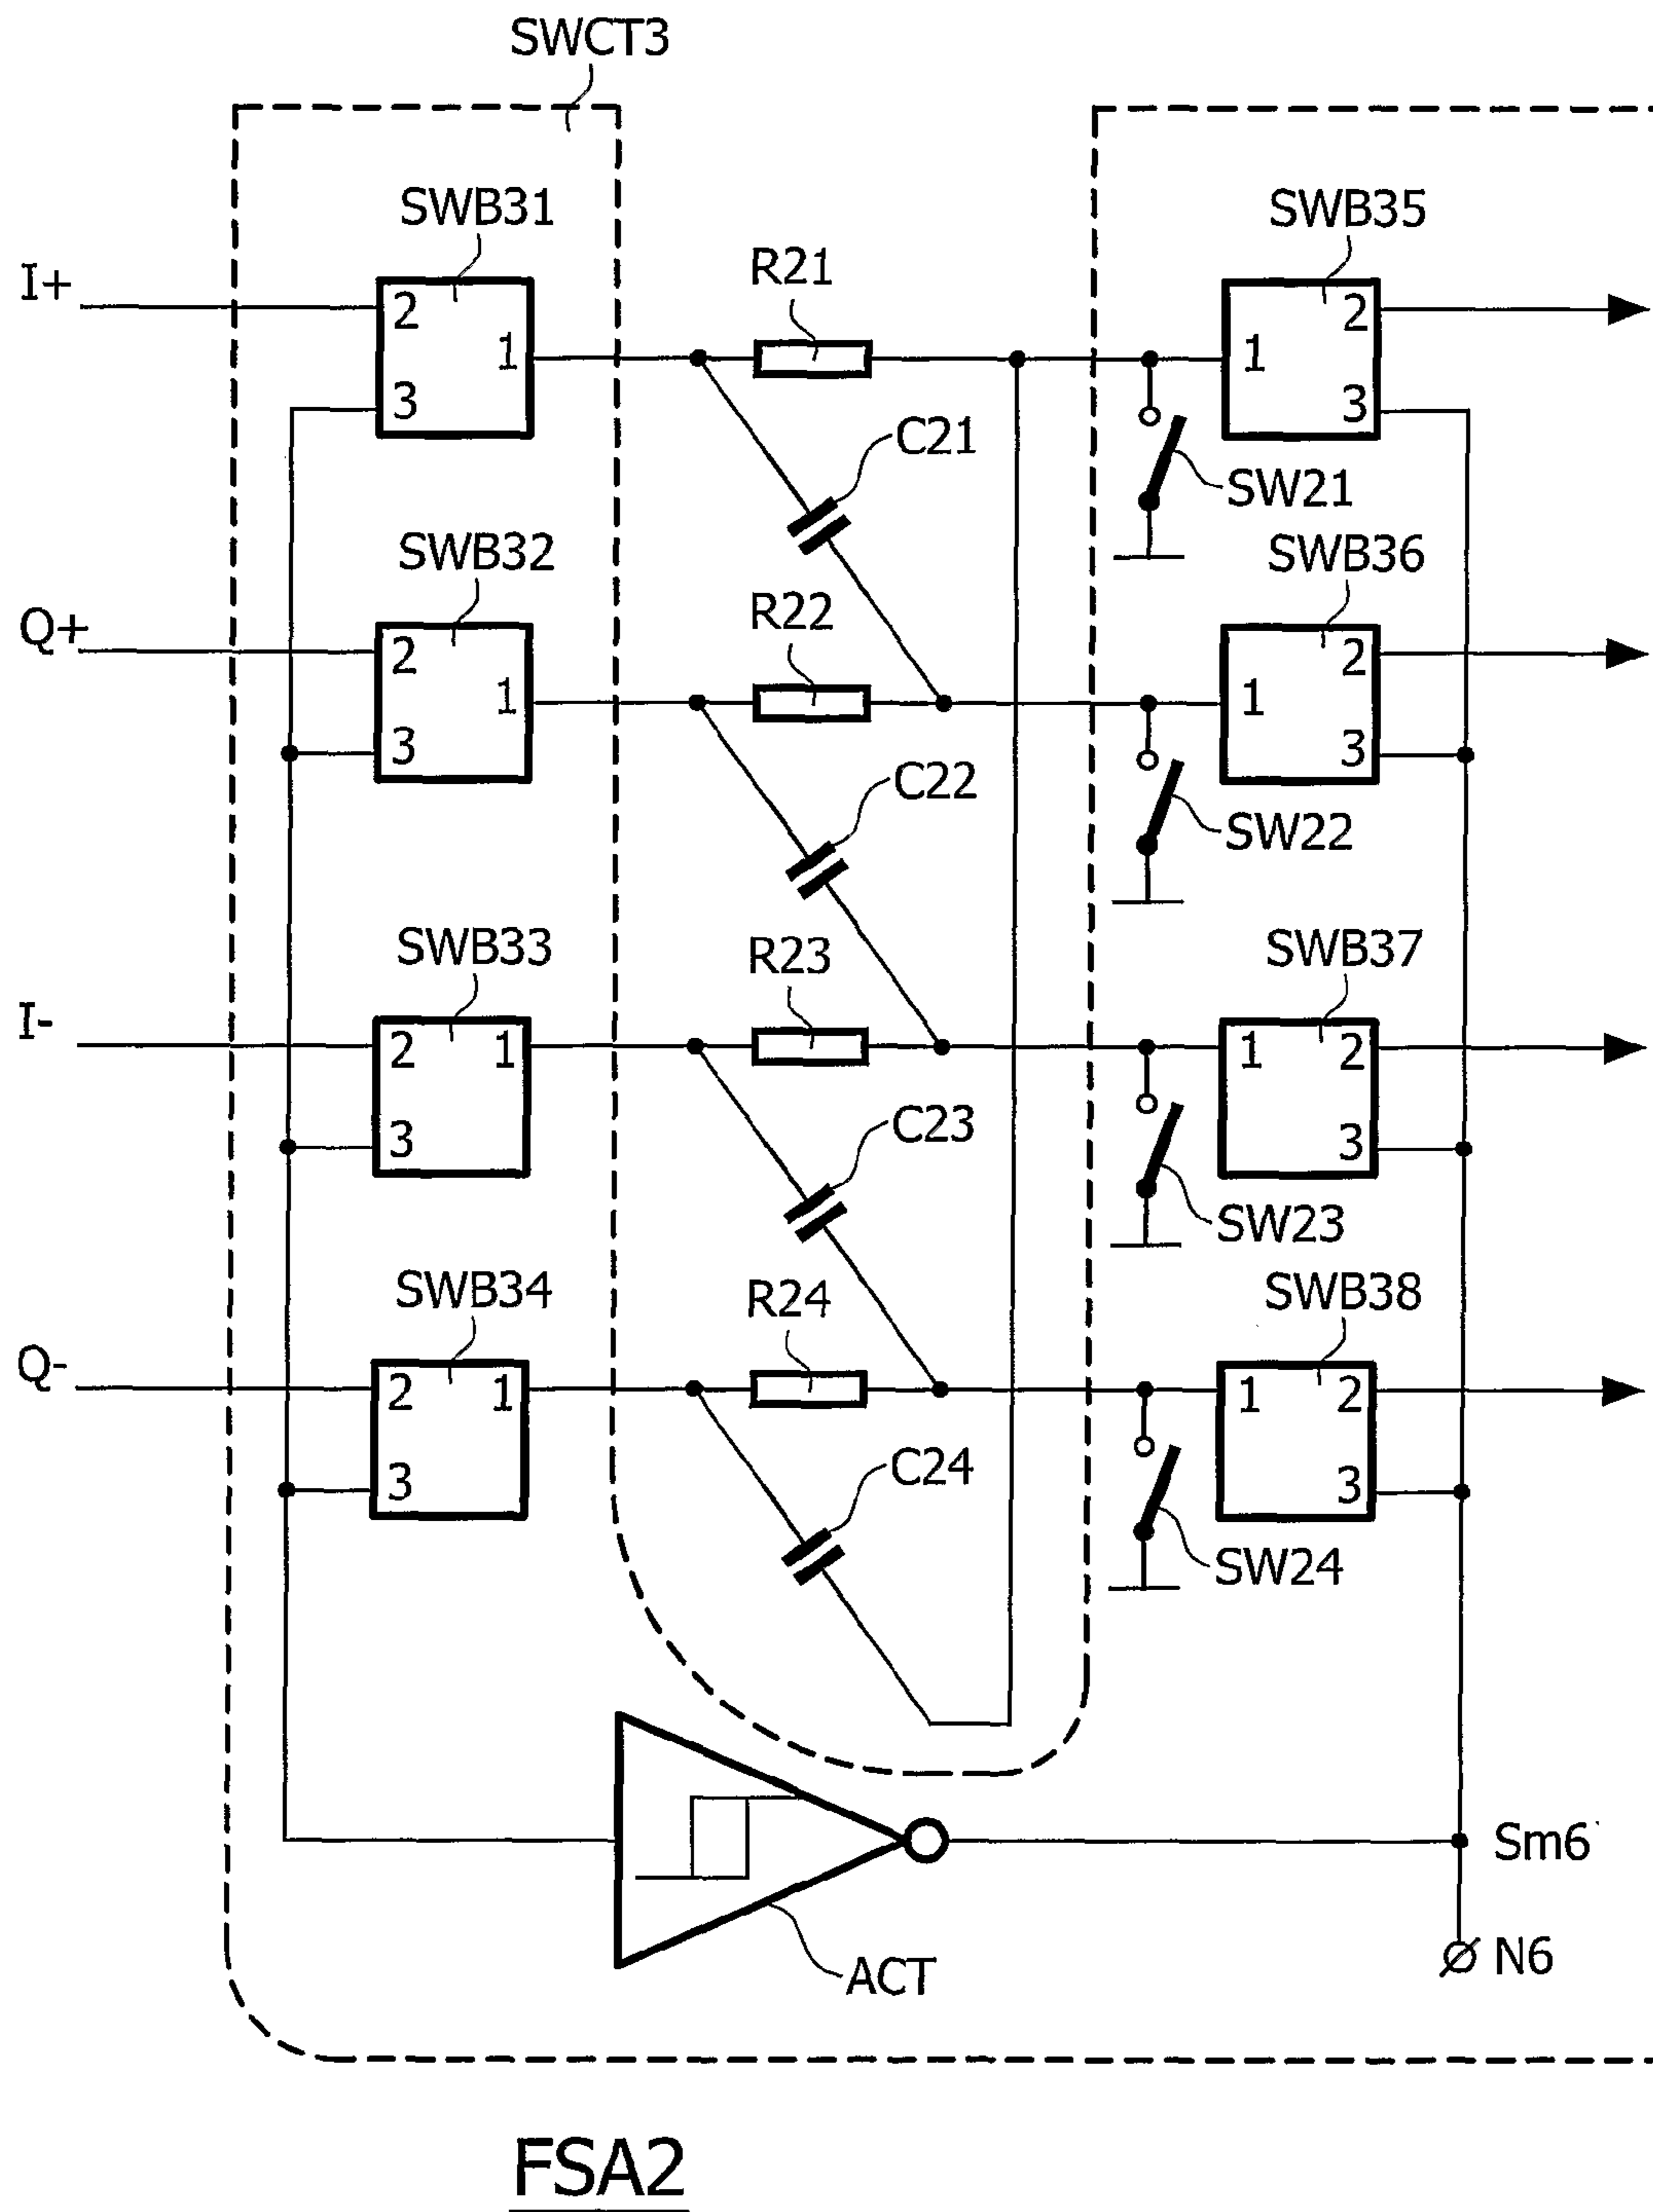 SWCT3
SWB31
SWB35
R21
I+
2
1
3
1
2
3
C21
SW21
SWB32
SWB36
R22
Q+
2
1
3
1
2
3
C22
SW22
SWB33
SWB37
R23
I-
2
1
3
1
2
3
C23
SW23
SWB34
SWB38
R24
Q-
2
1
3
1
2
3
C24
SW24
Sm6
ACT
N6
FSA2